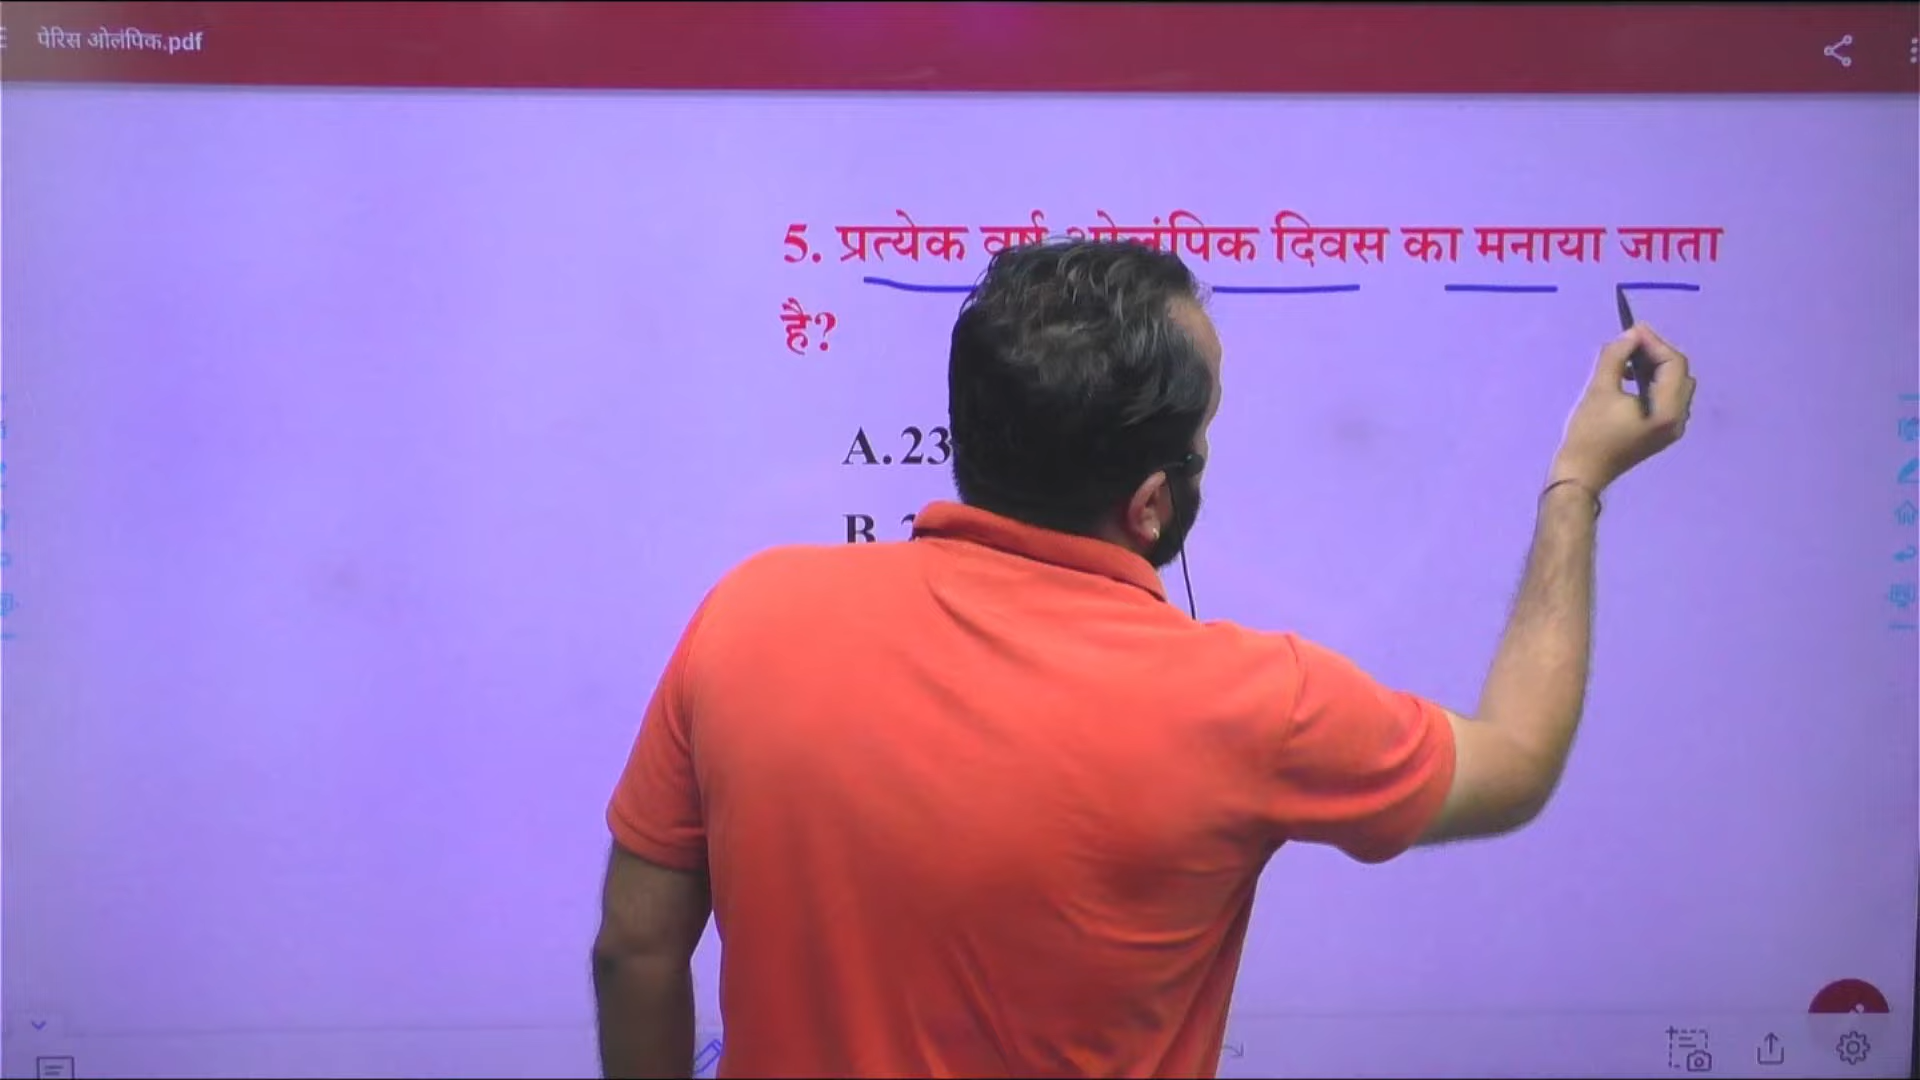 पेरिस ओलंपिक.pdf
5. प्रत्येक वर्ष ओलंपिक दिवस का मनाया जाता
है?
A. 23
B.